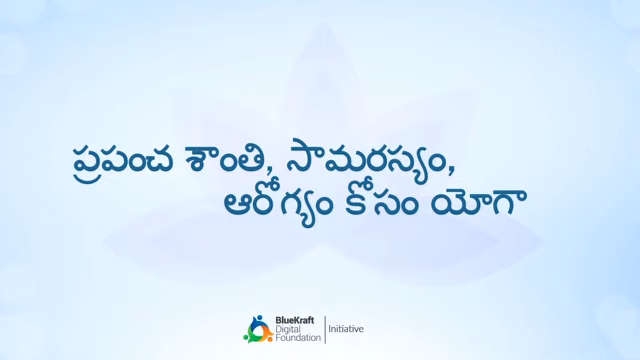 ప్రపంచ శాంతి, సామరస్యం,
ఆరోగ్యం కోసం యోగా
BlueKraft
Digital
Foundation
Initiative